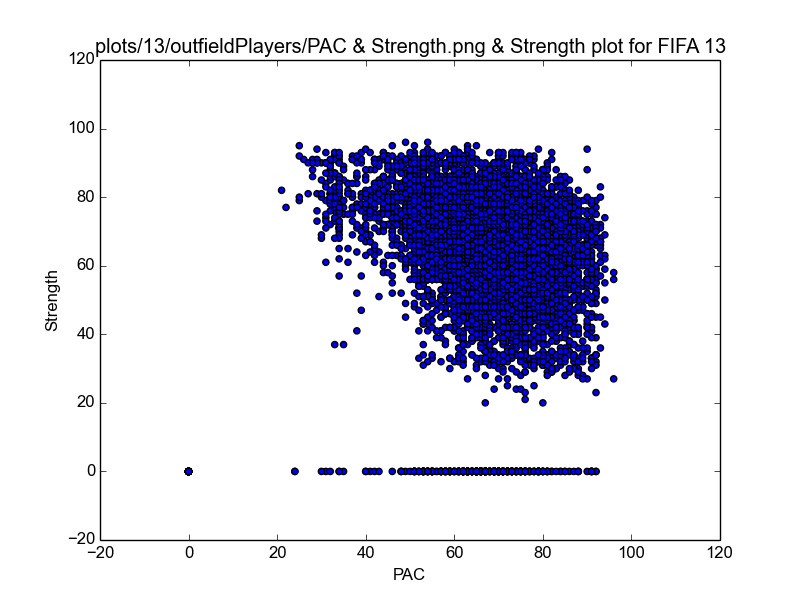 plots/13/outfieldPlayers/PAC & Strength.png & Strength plot for FIFA 13
120
100
80
60
40
20
0
−20
Strength
−20 0 20 40 60 80 100 120
PAC